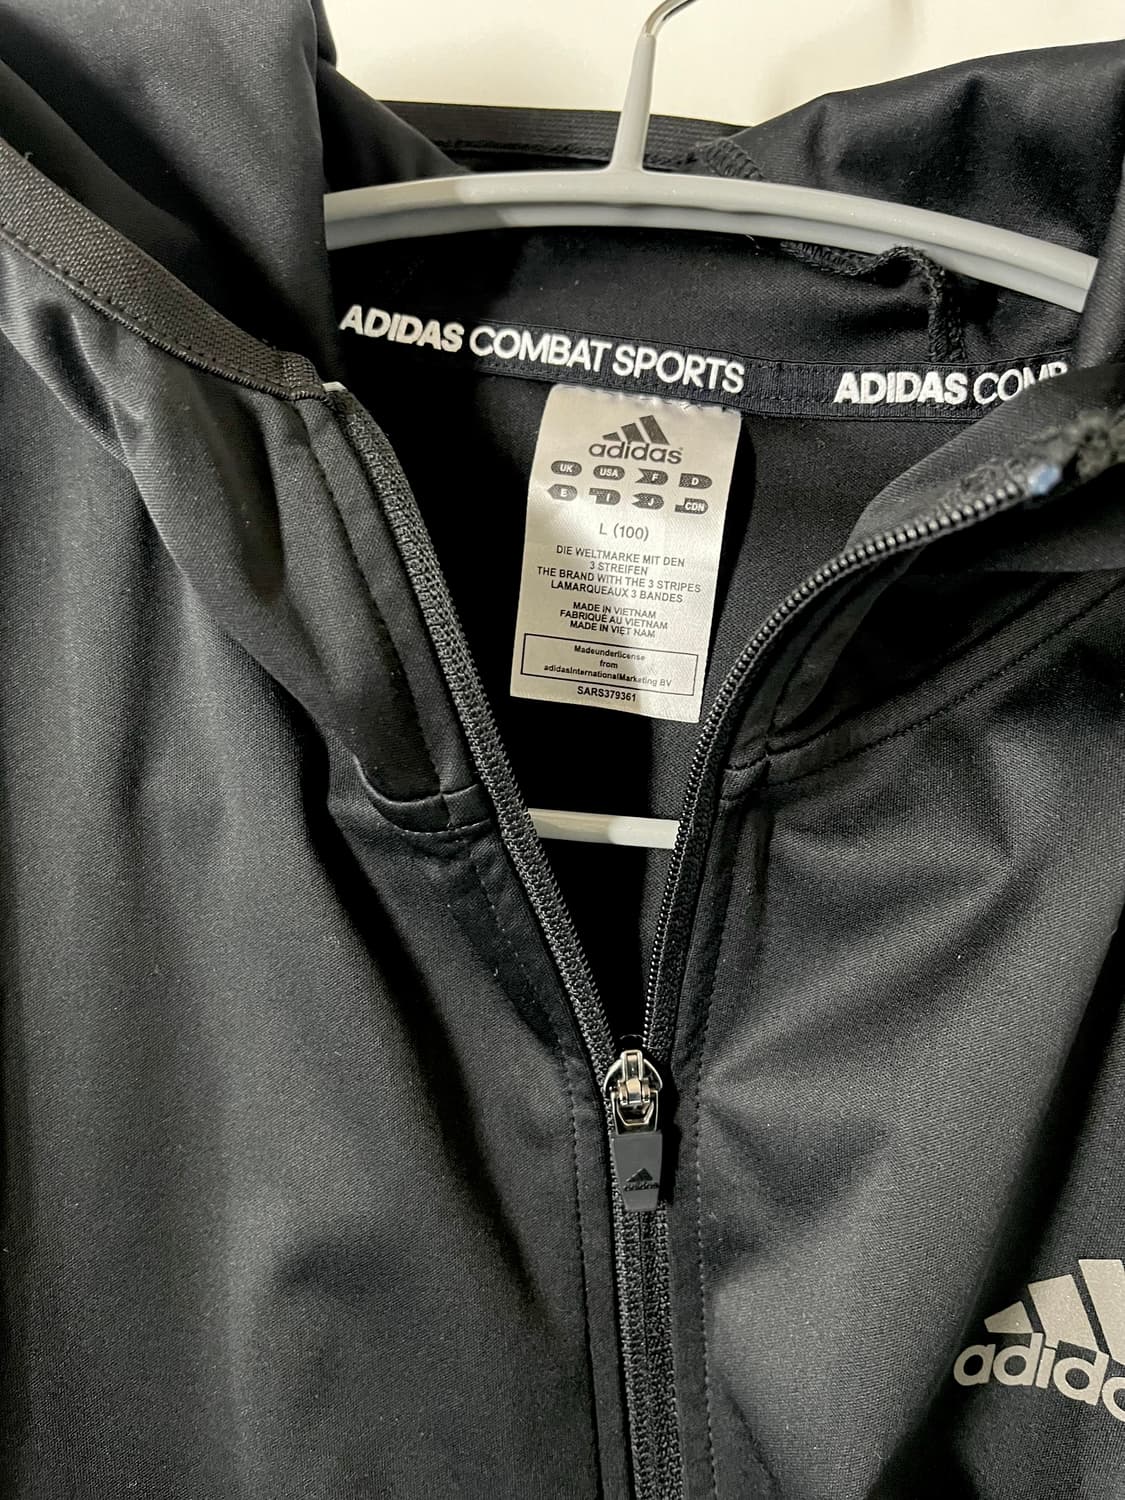 ADIDAS COMBAT SPORTS
ADIDAS COMB
adidas
UK USA F D
E I J CDN
L (100)
DIE WELTMARKE MIT DEN
3 STREIFEN
THE BRAND WITH THE 3 STRIPES
LAMARQUEAUX 3 BANDES
MADE IN VIETNAM
FABRIQUÉ AU VIETNAM
MADE IN VIỆT NAM
Madeunderlicense
from
adidasInternationalMarketing BV
SARS379361
adidas
adida